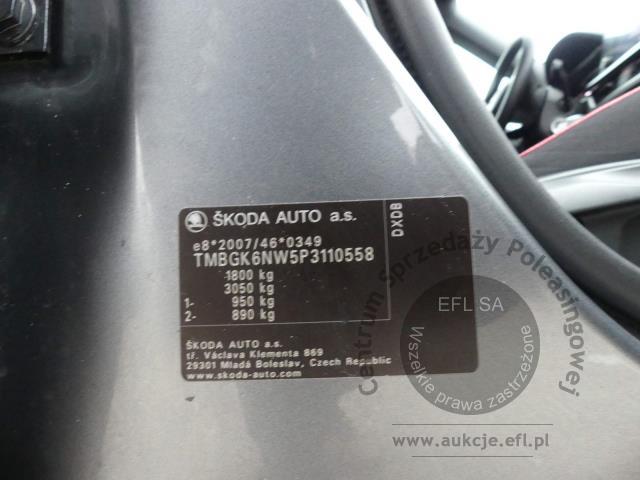 ŠKODA AUTO a.s.
DXDB
e8*2007/46*0349
TMBGK6NW5P3110558
1800 kg
3050 kg
1- 950 kg
2- 890 kg
ŠKODA AUTO a.s.
tř. Václava Klementa 869
29301 Mladá Boleslav, Czech Republic
www.skoda-auto.com
Centrum Sprzedaży Poleasingowej
EFL SA
Wszelkie prawa zastrzeżone
www.aukcje.efl.pl